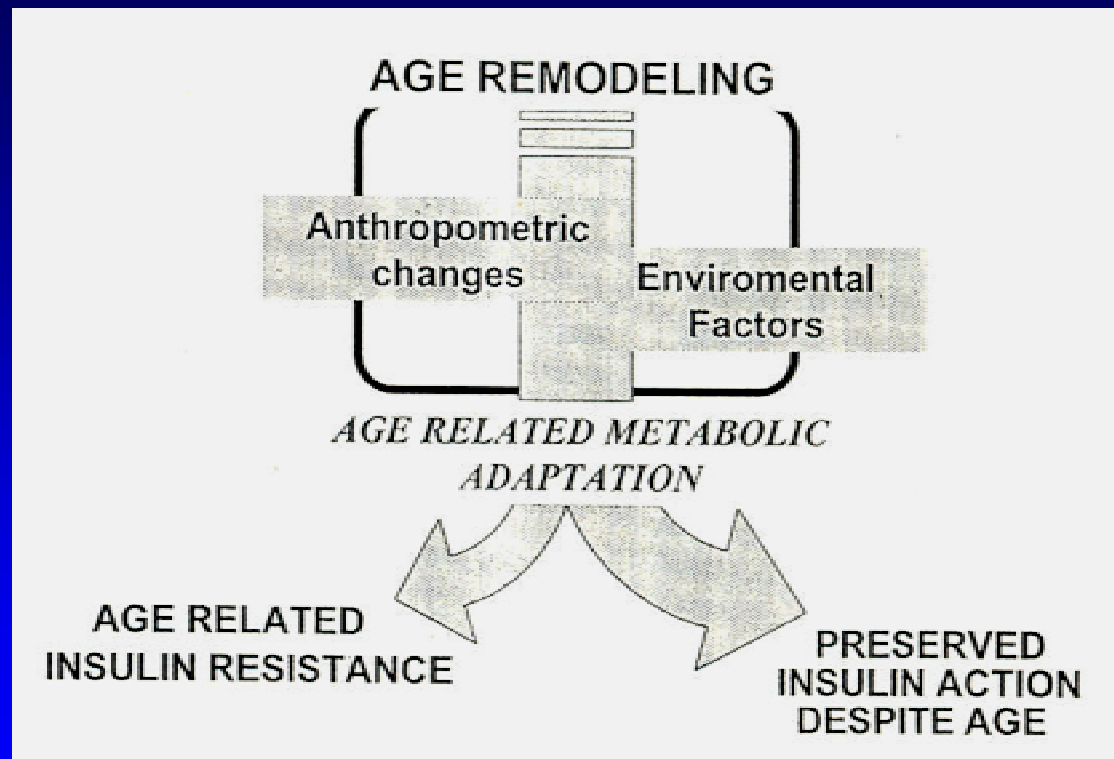 AGE REMODELING
Anthropometric
changes
Enviromental
Factors
AGE RELATED METABOLIC
ADAPTATION
AGE RELATED
INSULIN RESISTANCE
PRESERVED
INSULIN ACTION
DESPITE AGE